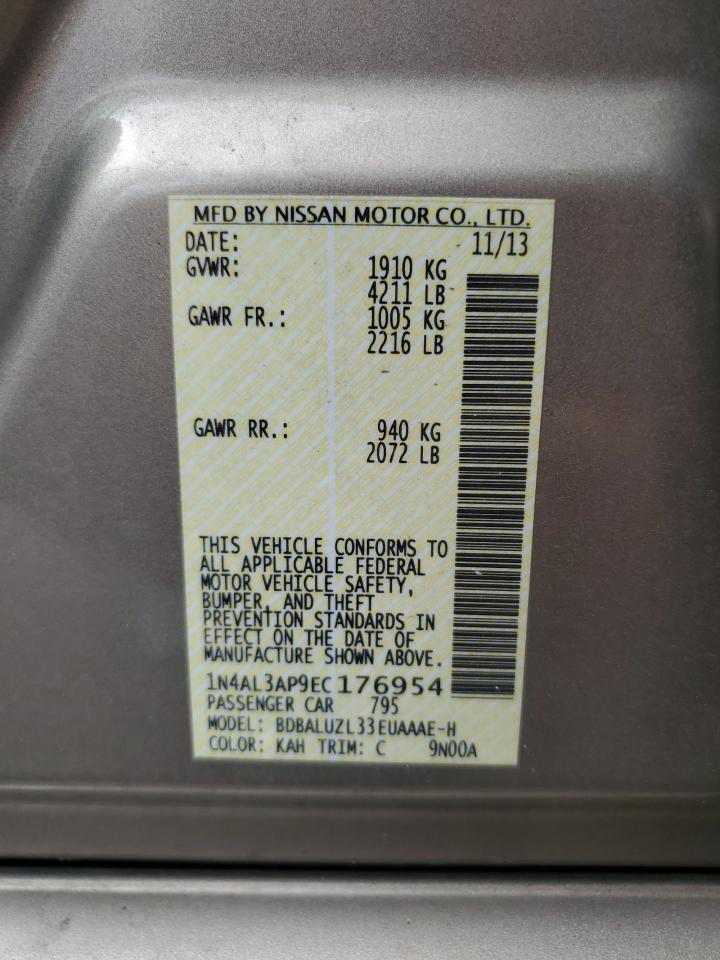 MFD BY NISSAN MOTOR CO., LTD.
DATE: 11/13
GVWR: 1910 KG
4211 LB
GAWR FR.: 1005 KG
2216 LB
-
GAWR RR.: 940 KG
2072 LB
THIS VEHICLE CONFORMS TO
ALL APPLICABLE FEDERAL
MOTOR VEHICLE SAFETY,
BUMPER, AND THEFT
PREVENTION STANDARDS IN
EFFECT ON THE DATE OF
MANUFACTURE SHOWN ABOVE.
1N4AL3AP9EC176954
PASSENGER CAR 795
MODEL: BDBALUZL33EUAAAE-H
COLOR: KAH TRIM: C 9N00A